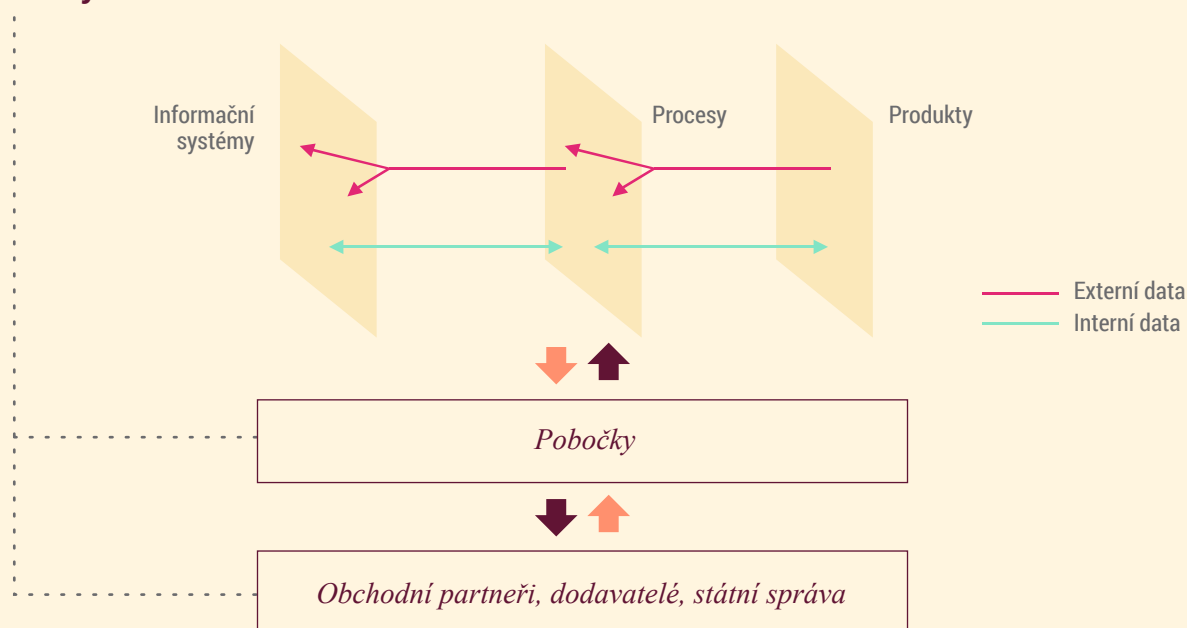 Informační
systémy
Procesy
Produkty
Externí data
Interní data
Pobočky
Obchodní partneři, dodavatelé, státní správa